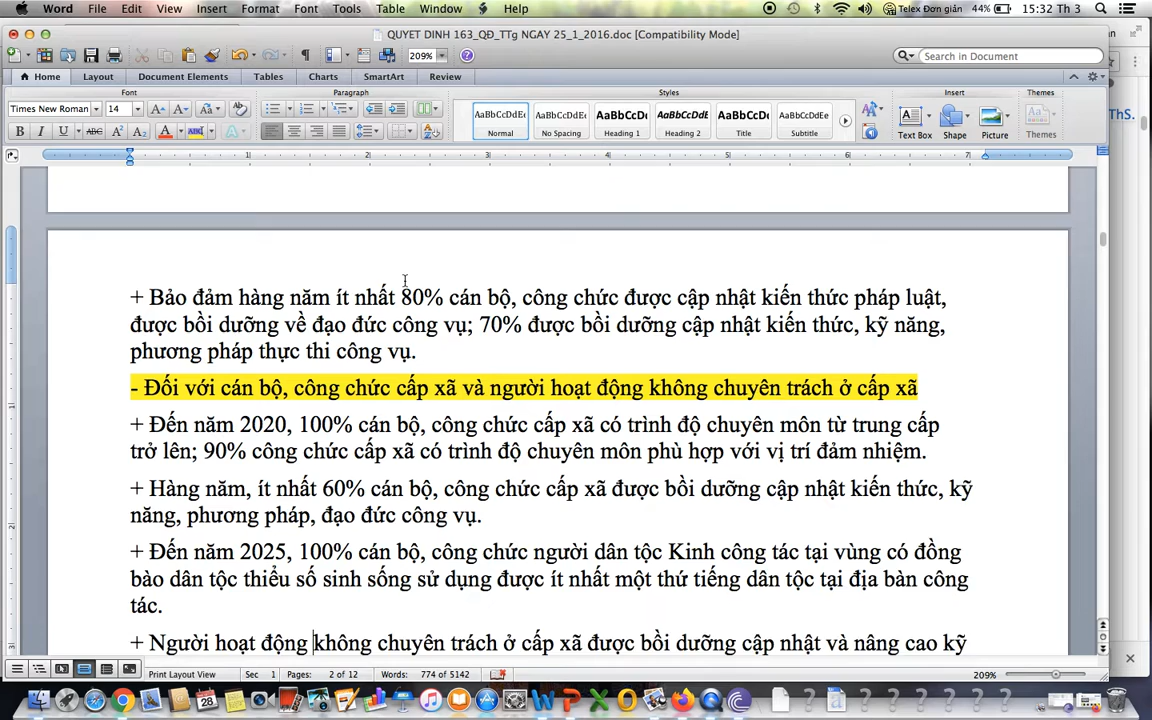 Word File Edit View Insert Format Font Tools Table Window Help Telex Đơn giản 44% 15:32 Th 3
QUYET DINH 163_QĐ_TTg NGAY 25_1_2016.doc [Compatibility Mode]
209% Search in Document
Home Layout Document Elements Tables Charts SmartArt Review
Font Paragraph Styles Insert Themes
Times New Roman 14
AaBbCcDdEe AaBbCcDdEe AaBbCcDc AaBbCcDdEe AaBbCcDc AaBbCcDdEe
Normal No Spacing Heading 1 Heading 2 Title Subtitle Text Box Shape Picture Themes
ThS.
1 2 3 4 5 6 7
+ Bảo đảm hàng năm ít nhất 80% cán bộ, công chức được cập nhật kiến thức pháp luật,
được bồi dưỡng về đạo đức công vụ; 70% được bồi dưỡng cập nhật kiến thức, kỹ năng,
phương pháp thực thi công vụ.
- Đối với cán bộ, công chức cấp xã và người hoạt động không chuyên trách ở cấp xã
+ Đến năm 2020, 100% cán bộ, công chức cấp xã có trình độ chuyên môn từ trung cấp
trở lên; 90% công chức cấp xã có trình độ chuyên môn phù hợp với vị trí đảm nhiệm.
+ Hàng năm, ít nhất 60% cán bộ, công chức cấp xã được bồi dưỡng cập nhật kiến thức, kỹ
năng, phương pháp, đạo đức công vụ.
+ Đến năm 2025, 100% cán bộ, công chức người dân tộc Kinh công tác tại vùng có đồng
bào dân tộc thiểu số sinh sống sử dụng được ít nhất một thứ tiếng dân tộc tại địa bàn công
tác.
+ Người hoạt động không chuyên trách ở cấp xã được bồi dưỡng cập nhật và nâng cao kỹ
Print Layout View Sec 1 Pages: 2 of 12 Words: 774 of 5142 209%